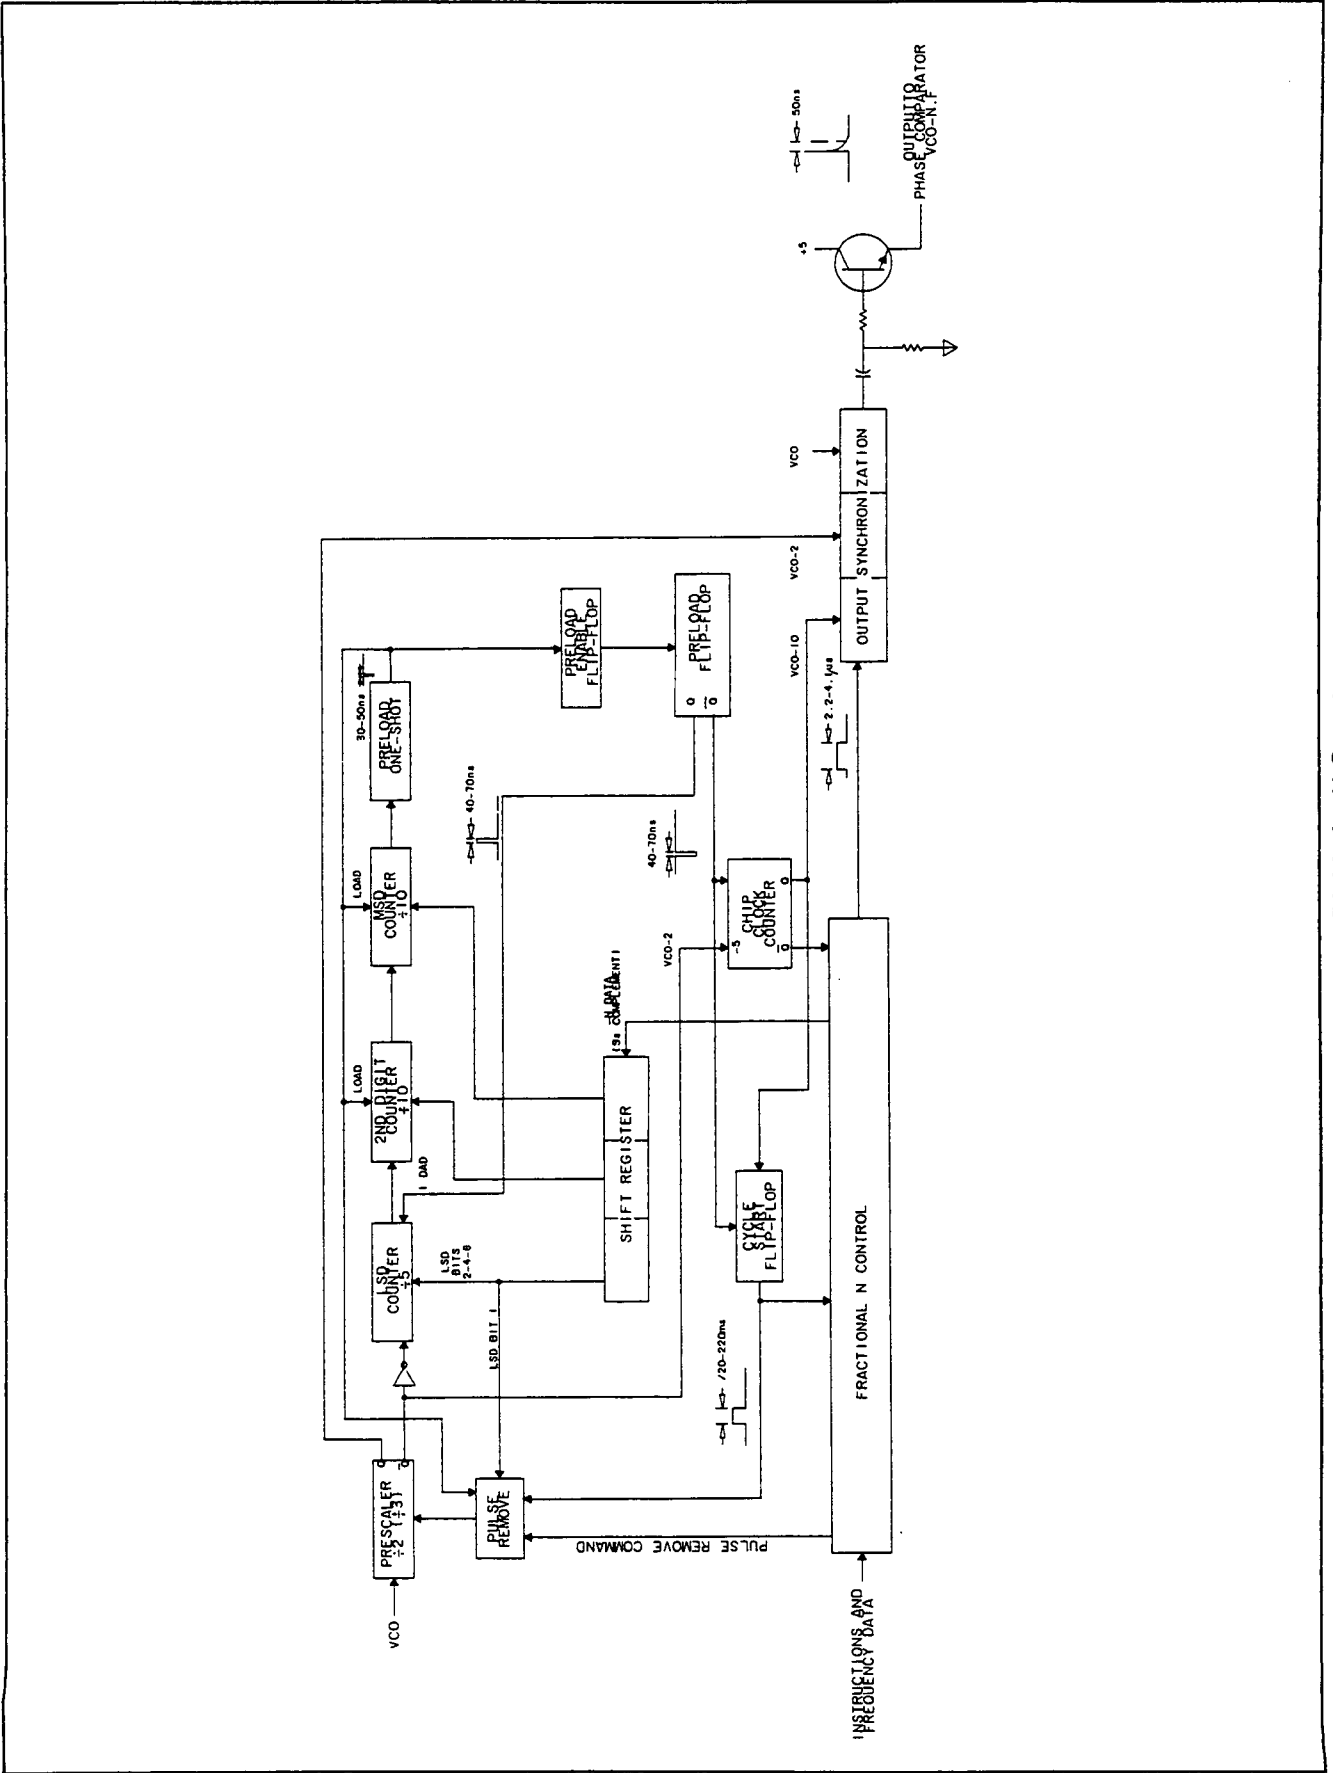 VCO
PRESCALER
÷2 (÷3)
Q
Q
LSD
COUNTER
÷5
2ND DIGIT
COUNTER
÷10
LOAD
MSD
COUNTER
÷10
LOAD
PRELOAD
ONE-SHOT
30-50ns
PULSE
REMOVE
LSD BIT 1
LSD
BITS
2-4-8
40-70ns
PRELOAD
ENABLE
FLIP-FLOP
SHIFT REGISTER
N DATA
(9s COMPLEMENT)
VCO-2
40-70ns
PRELOAD
FLIP-FLOP
Q
Q
PULSE REMOVE COMMAND
120-220ns
CYCLE
START
FLIP-FLOP
-5
CHIP
CLOCK
COUNTER
Q
Q
VCO-10
VCO-2
VCO
2.2-4.1µs
INSTRUCTIONS AND
FREQUENCY DATA
FRACTIONAL N CONTROL
OUTPUT SYNCHRONIZATION
+5
50ns
OUTPUT TO
PHASE COMPARATOR
VCO-N.F